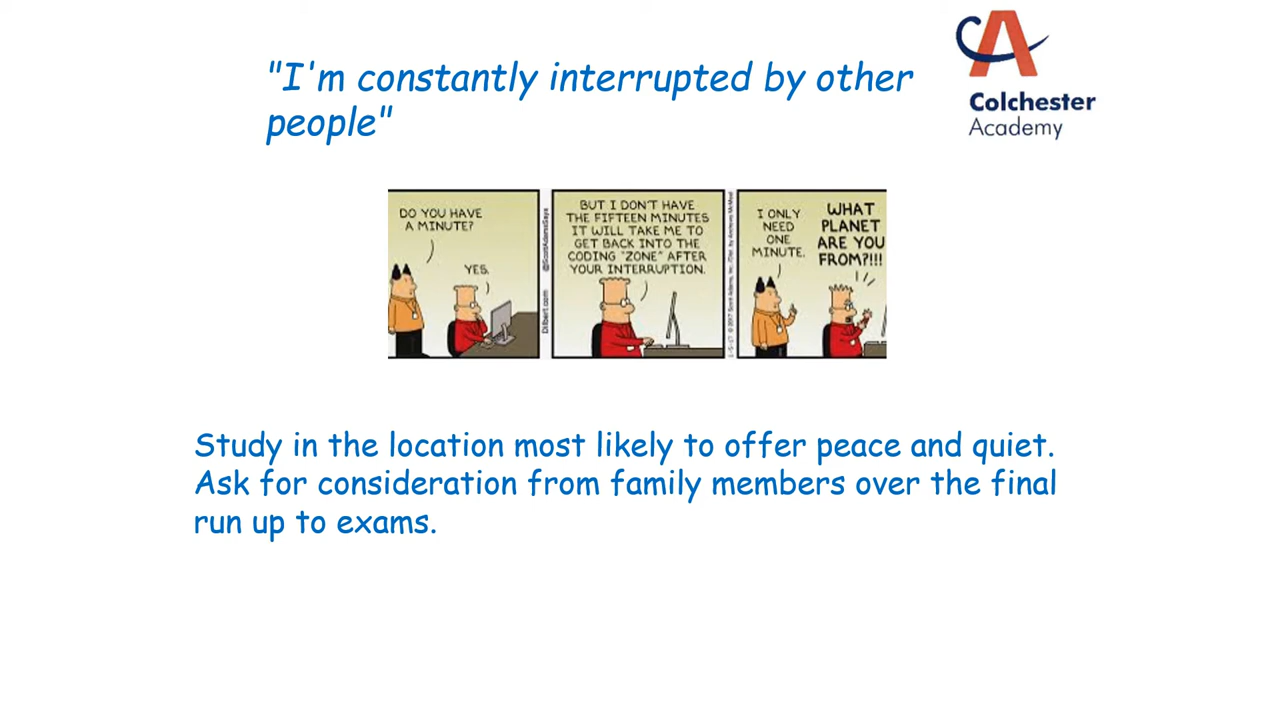 "I'm constantly interrupted by other
people"
Colchester
Academy
DO YOU HAVE
A MINUTE?
YES.
Dilbert.com @ScottAdamsSays
BUT I DON'T HAVE
THE FIFTEEN MINUTES
IT WILL TAKE ME TO
GET BACK INTO THE
CODING "ZONE" AFTER
YOUR INTERRUPTION.
I ONLY
NEED
ONE
MINUTE.
WHAT
PLANET
ARE YOU
FROM?!!!
Study in the location most likely to offer peace and quiet.
Ask for consideration from family members over the final
run up to exams.